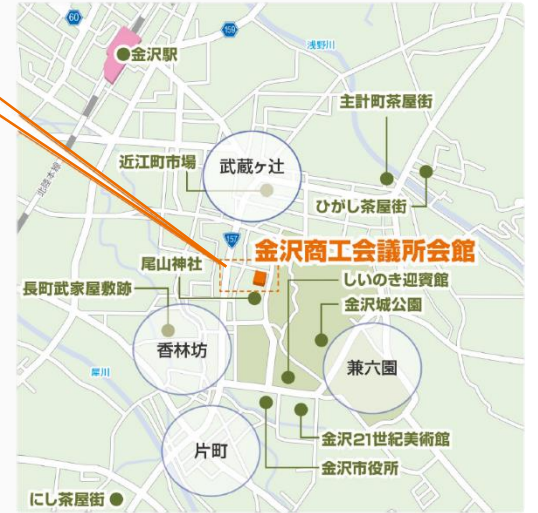 60
159
浅野川
金沢駅
主計町茶屋街
近江町市場
武蔵ヶ辻
北陸本線
ひがし茶屋街
157
金沢商工会議所会館
尾山神社
しいのき迎賓館
長町武家屋敷跡
金沢城公園
香林坊
兼六園
犀川
金沢21世紀美術館
片町
金沢市役所
にし茶屋街